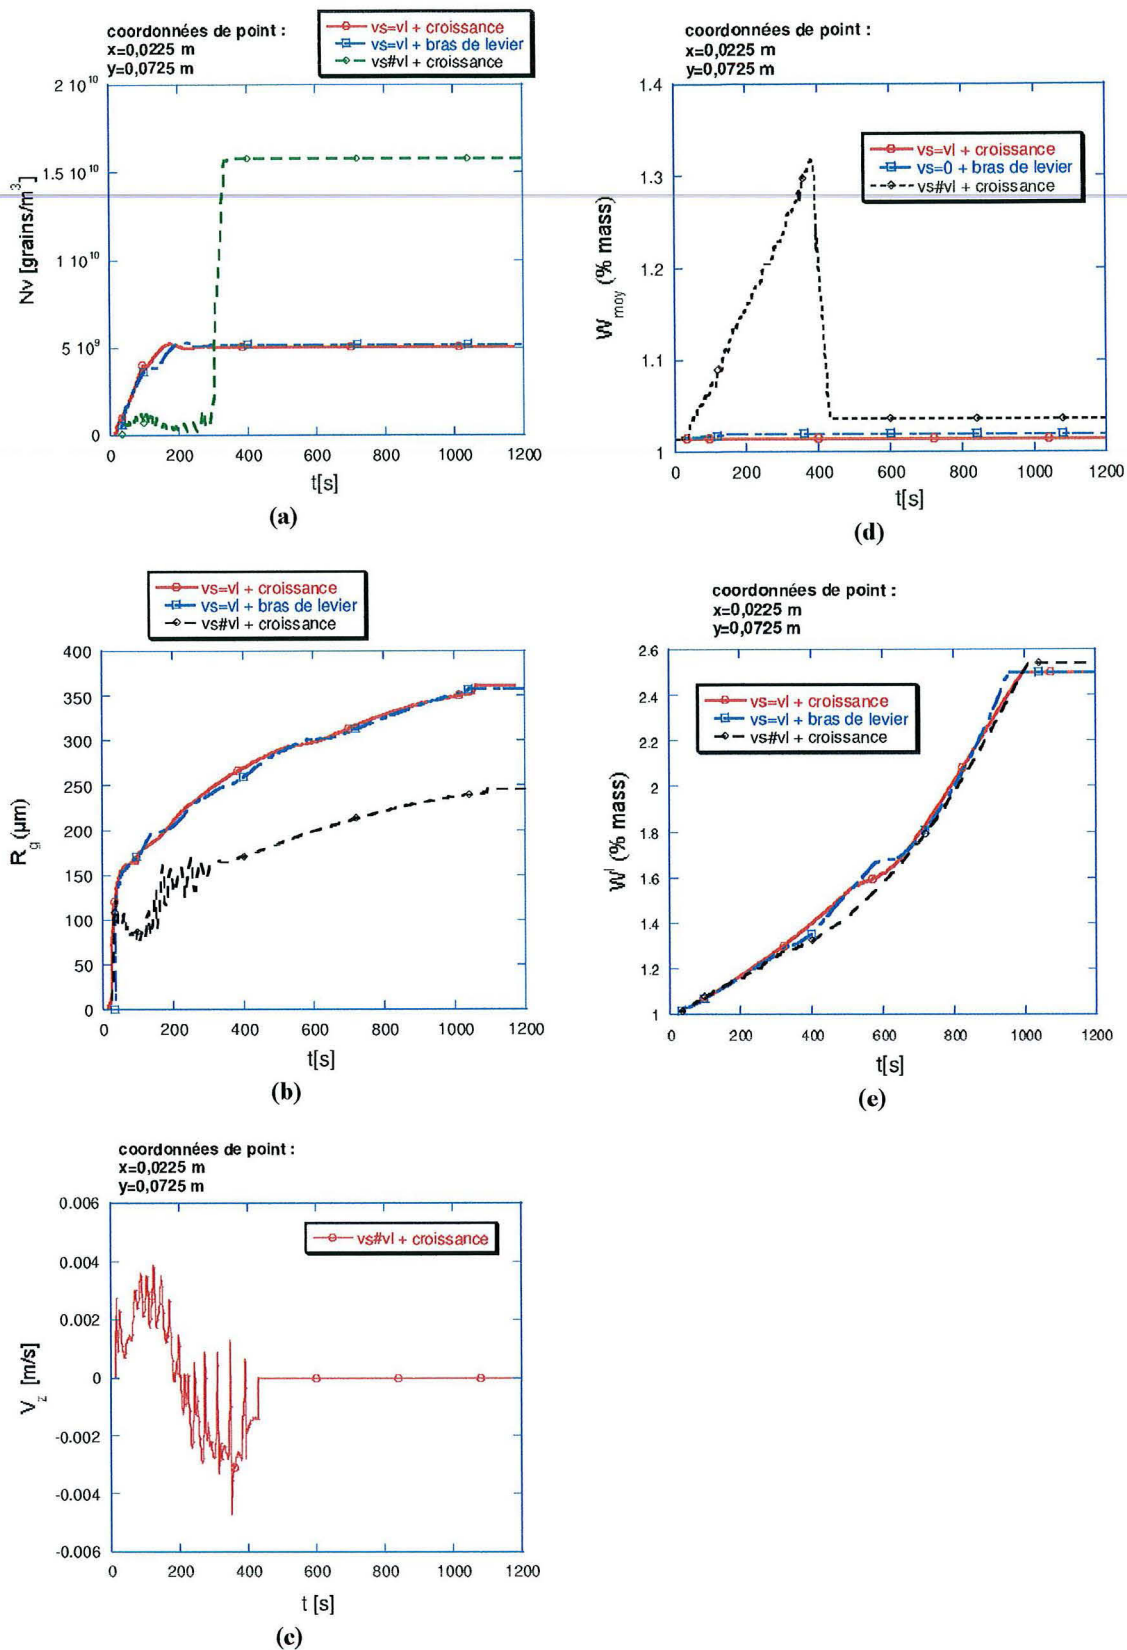 coordonnées de point :
x=0,0225 m
y=0,0725 m
vs=vl + croissance
vs=vl + bras de levier
vs#vl + croissance
2 10^10
1.5 10^10
1 10^10
5 10^9
0
Nv [grains/m^3]
0 200 400 600 800 1000 1200
t[s]
(a)
coordonnées de point :
x=0,0225 m
y=0,0725 m
1.4
1.3
1.2
1.1
1
vs=vl + croissance
vs=0 + bras de levier
vs#vl + croissance
W_moy (% mass)
0 200 400 600 800 1000 1200
t[s]
(d)
vs=vl + croissance
vs=vl + bras de levier
vs#vl + croissance
400
350
300
250
200
150
100
50
0
R_g (µm)
0 200 400 600 800 1000 1200
t[s]
(b)
coordonnées de point :
x=0,0225 m
y=0,0725 m
2.6
2.4
2.2
2
1.8
1.6
1.4
1.2
1
vs=vl + croissance
vs=vl + bras de levier
vs#vl + croissance
W^l (% mass)
0 200 400 600 800 1000 1200
t[s]
(e)
coordonnées de point :
x=0,0225 m
y=0,0725 m
0.006
0.004
0.002
0
-0.002
-0.004
-0.006
vs#vl + croissance
V_z [m/s]
0 200 400 600 800 1000 1200
t [s]
(c)